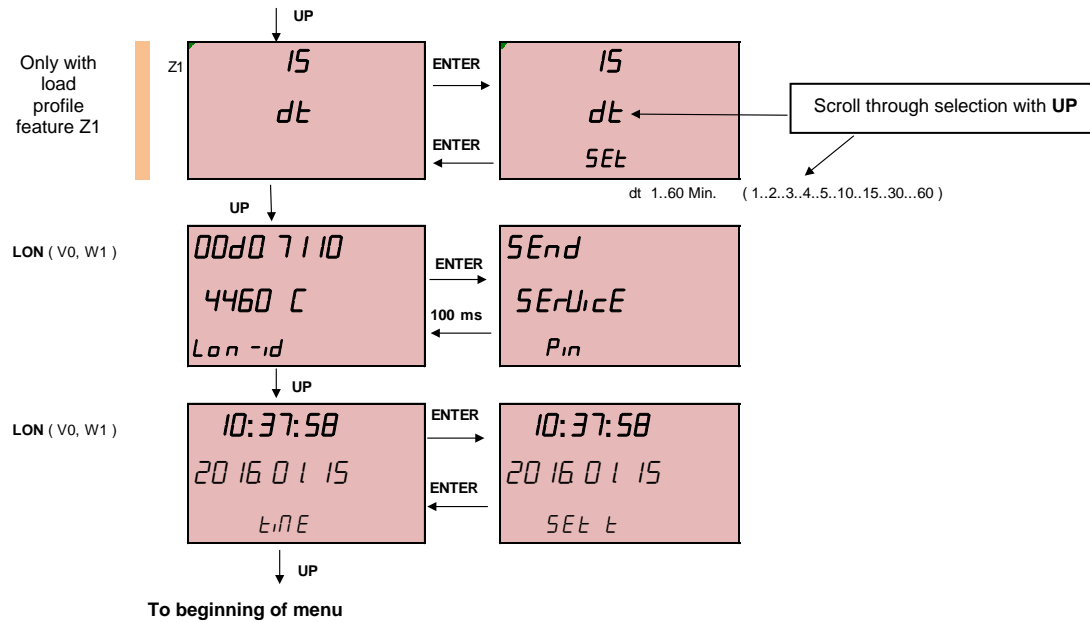 UP
Only with
load
profile
feature Z1
Z1
15
dt
ENTER
ENTER
15
dt
SEt
Scroll through selection with UP
dt 1..60 Min. ( 1..2..3..4..5..10..15..30...60 )
UP
LON ( V0, W1 )
00d0.7110
4460 C
Lon -id
ENTER
100 ms
SEnd
SErUicE
Pin
UP
LON ( V0, W1 )
10:37:58
2016.01.15
tiME
ENTER
ENTER
10:37:58
2016.01.15
SEt t
UP
To beginning of menu